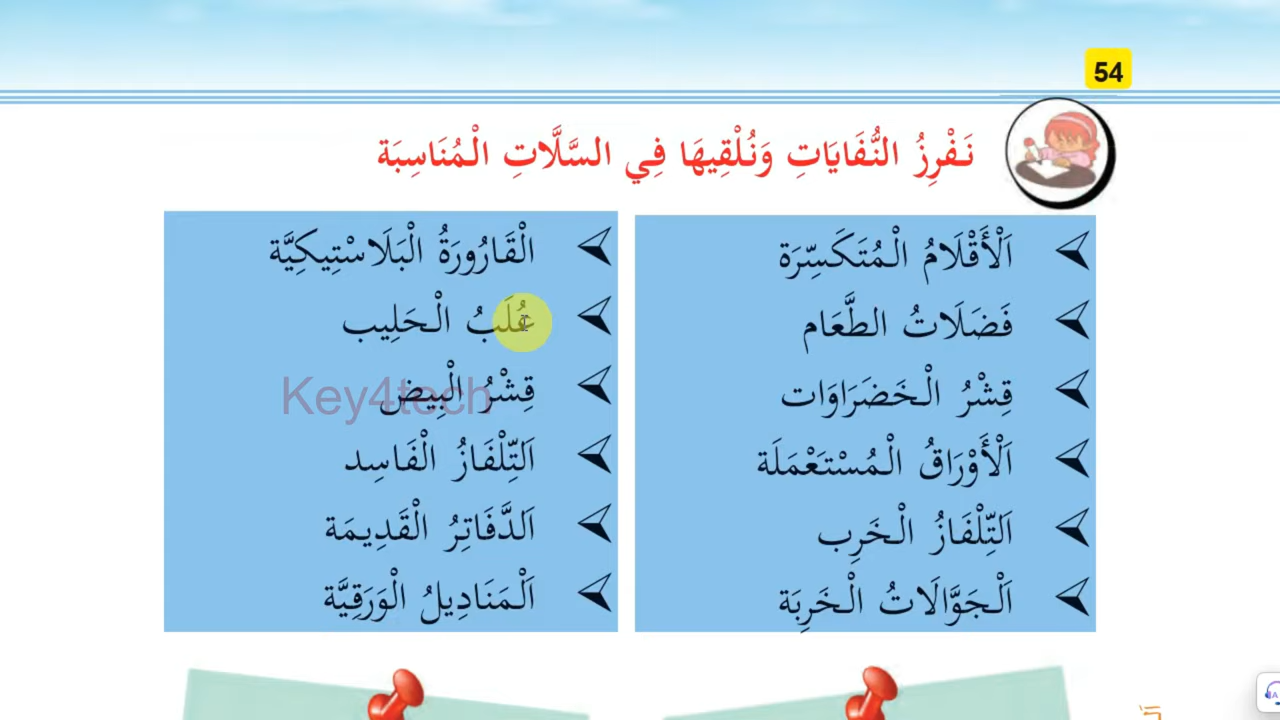 54
نَفْرِزُ النُّفَايَاتِ وَنُلْقِيهَا فِي السَّلَّاتِ الْمُنَاسِبَة
اَلْأَقْلَامُ الْمُتَكَسِّرَة
فَضَلَاتُ الطَّعَام
قِشْرُ الْخَضَرَاوَات
اَلْأَوْرَاقُ الْمُسْتَعْمَلَة
اَلتِّلْفَازُ الْخَرِب
اَلْجَوَّالَاتُ الْخَرِبَة
الْقَارُورَةُ الْبَلَاسْتِيكِيَّة
عُلَبُ الْحَلِيب
قِشْرُ الْبِيض
اَلتِّلْفَازُ الْفَاسِد
اَلدَّفَاتِرُ الْقَدِيمَة
اَلْمَنَادِيلُ الْوَرَقِيَّة
Key4tech